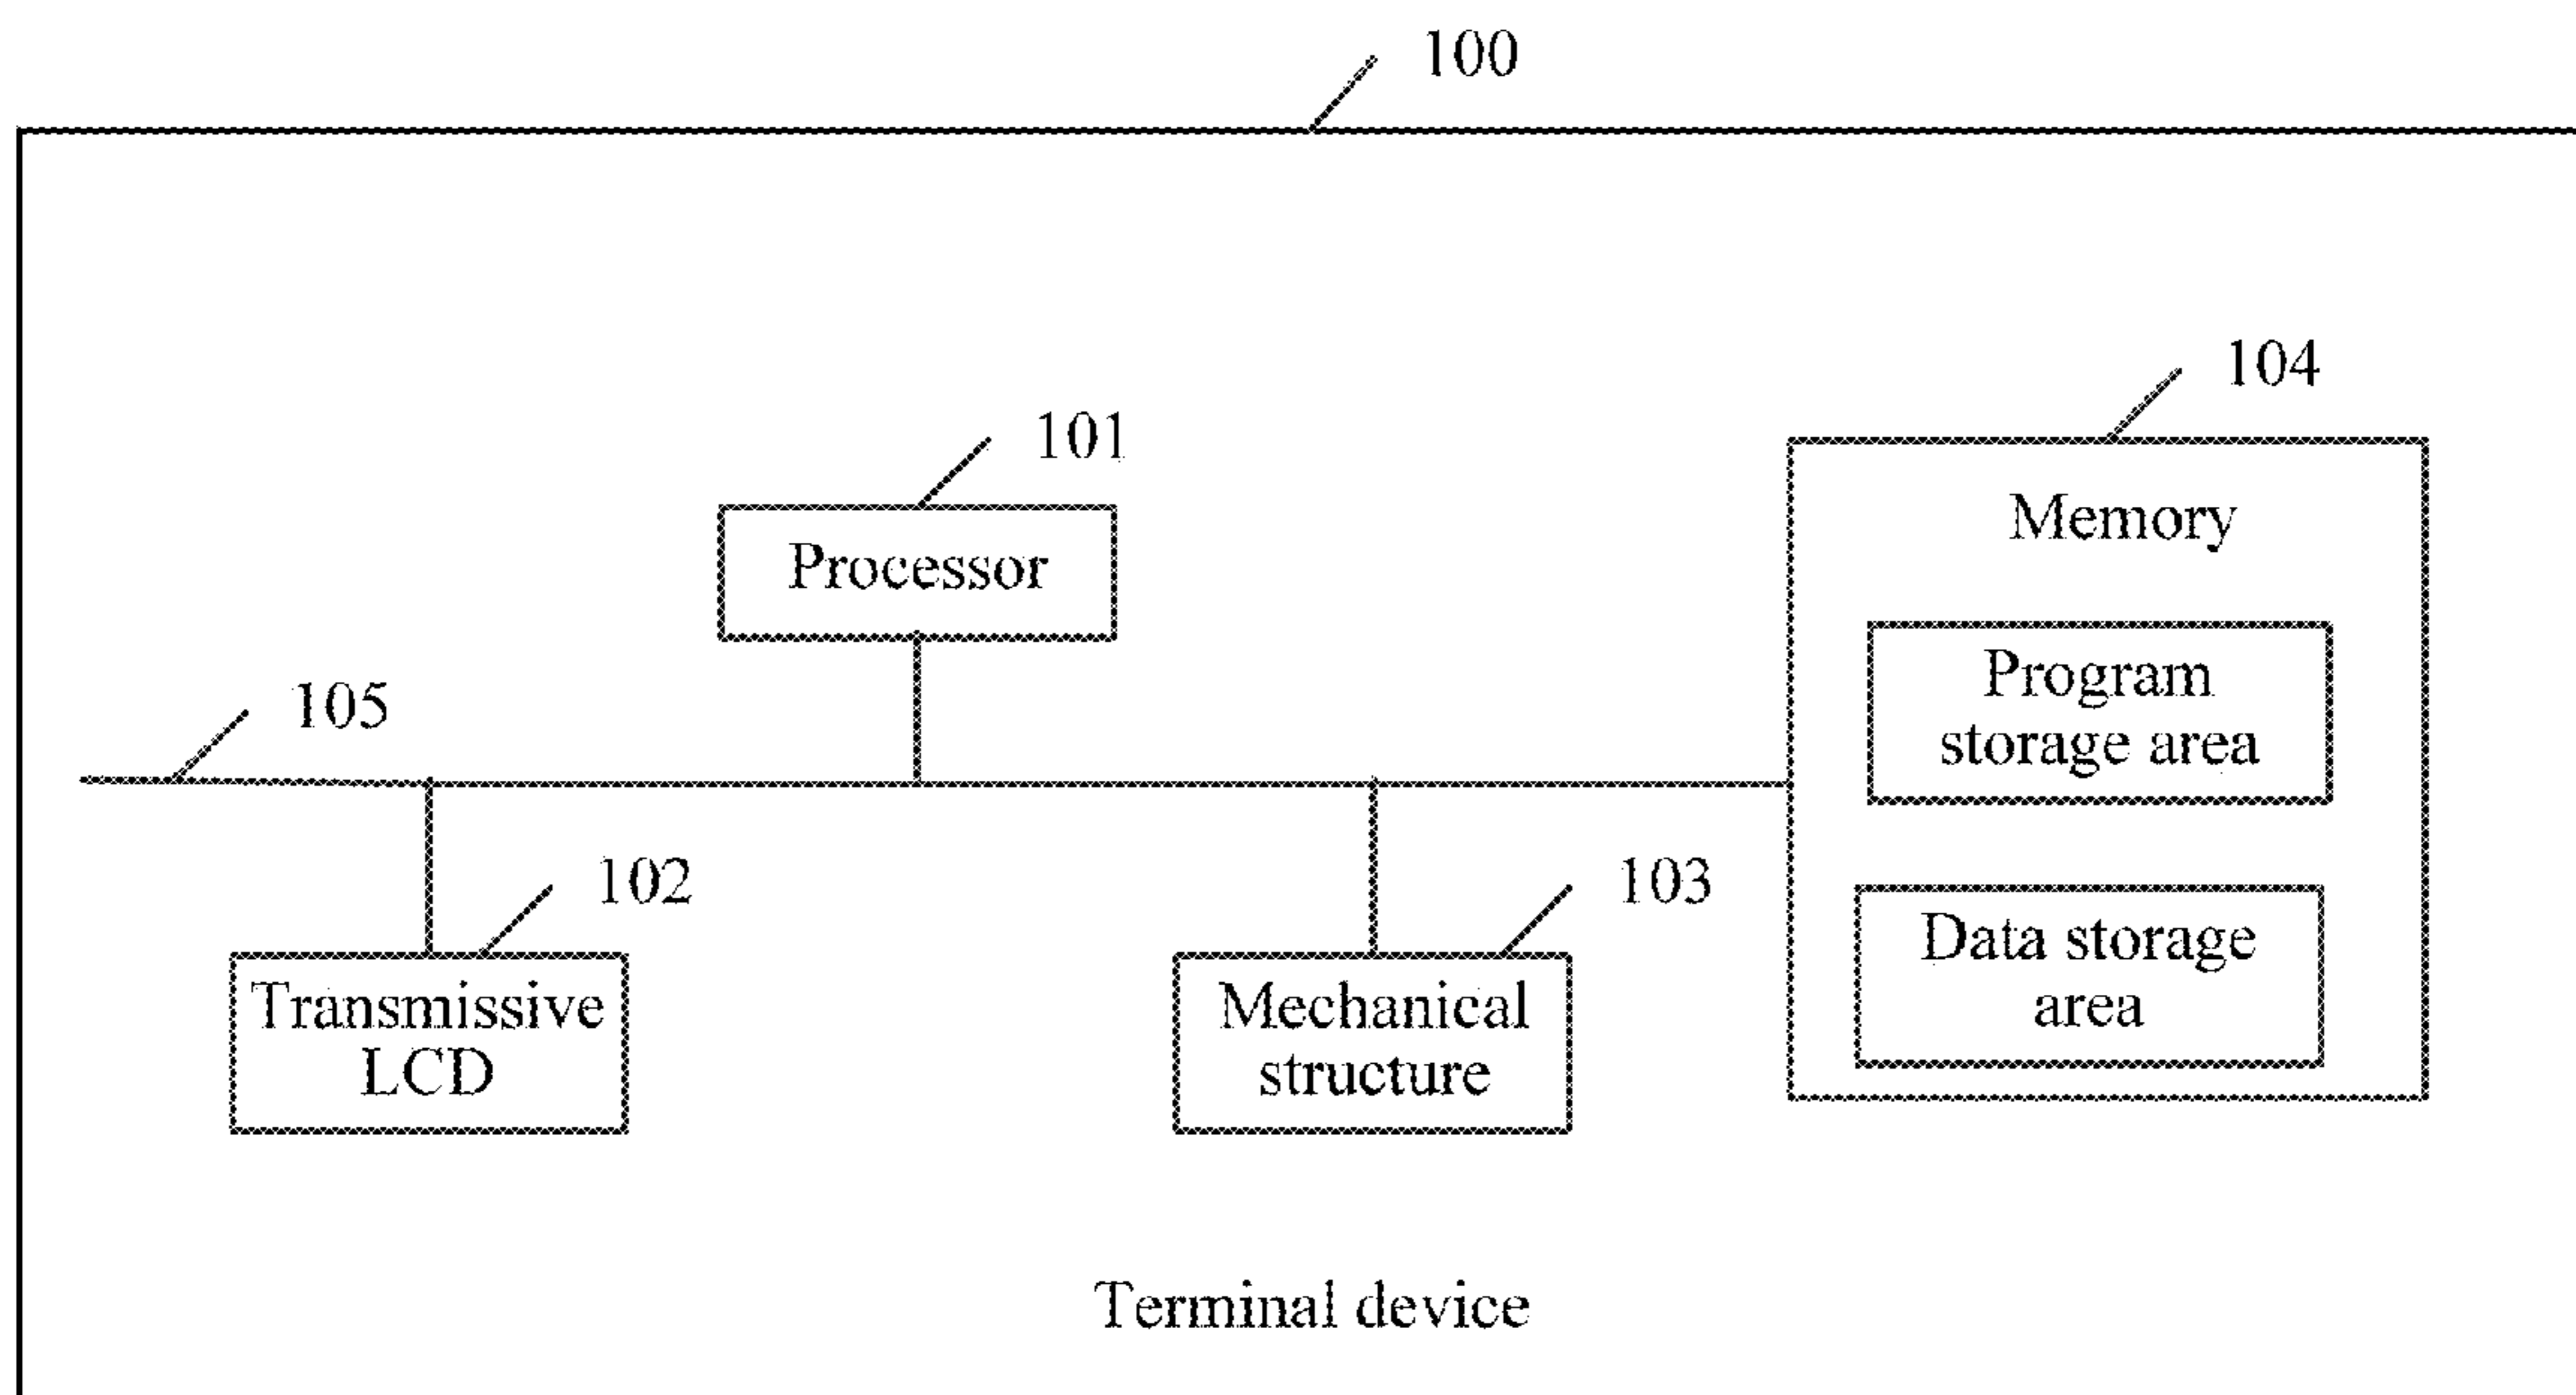 100
104
101
Memory
Processor
Program
storage area
105
102
103
Data storage
area
Transmissive
LCD
Mechanical
structure
Terminal device